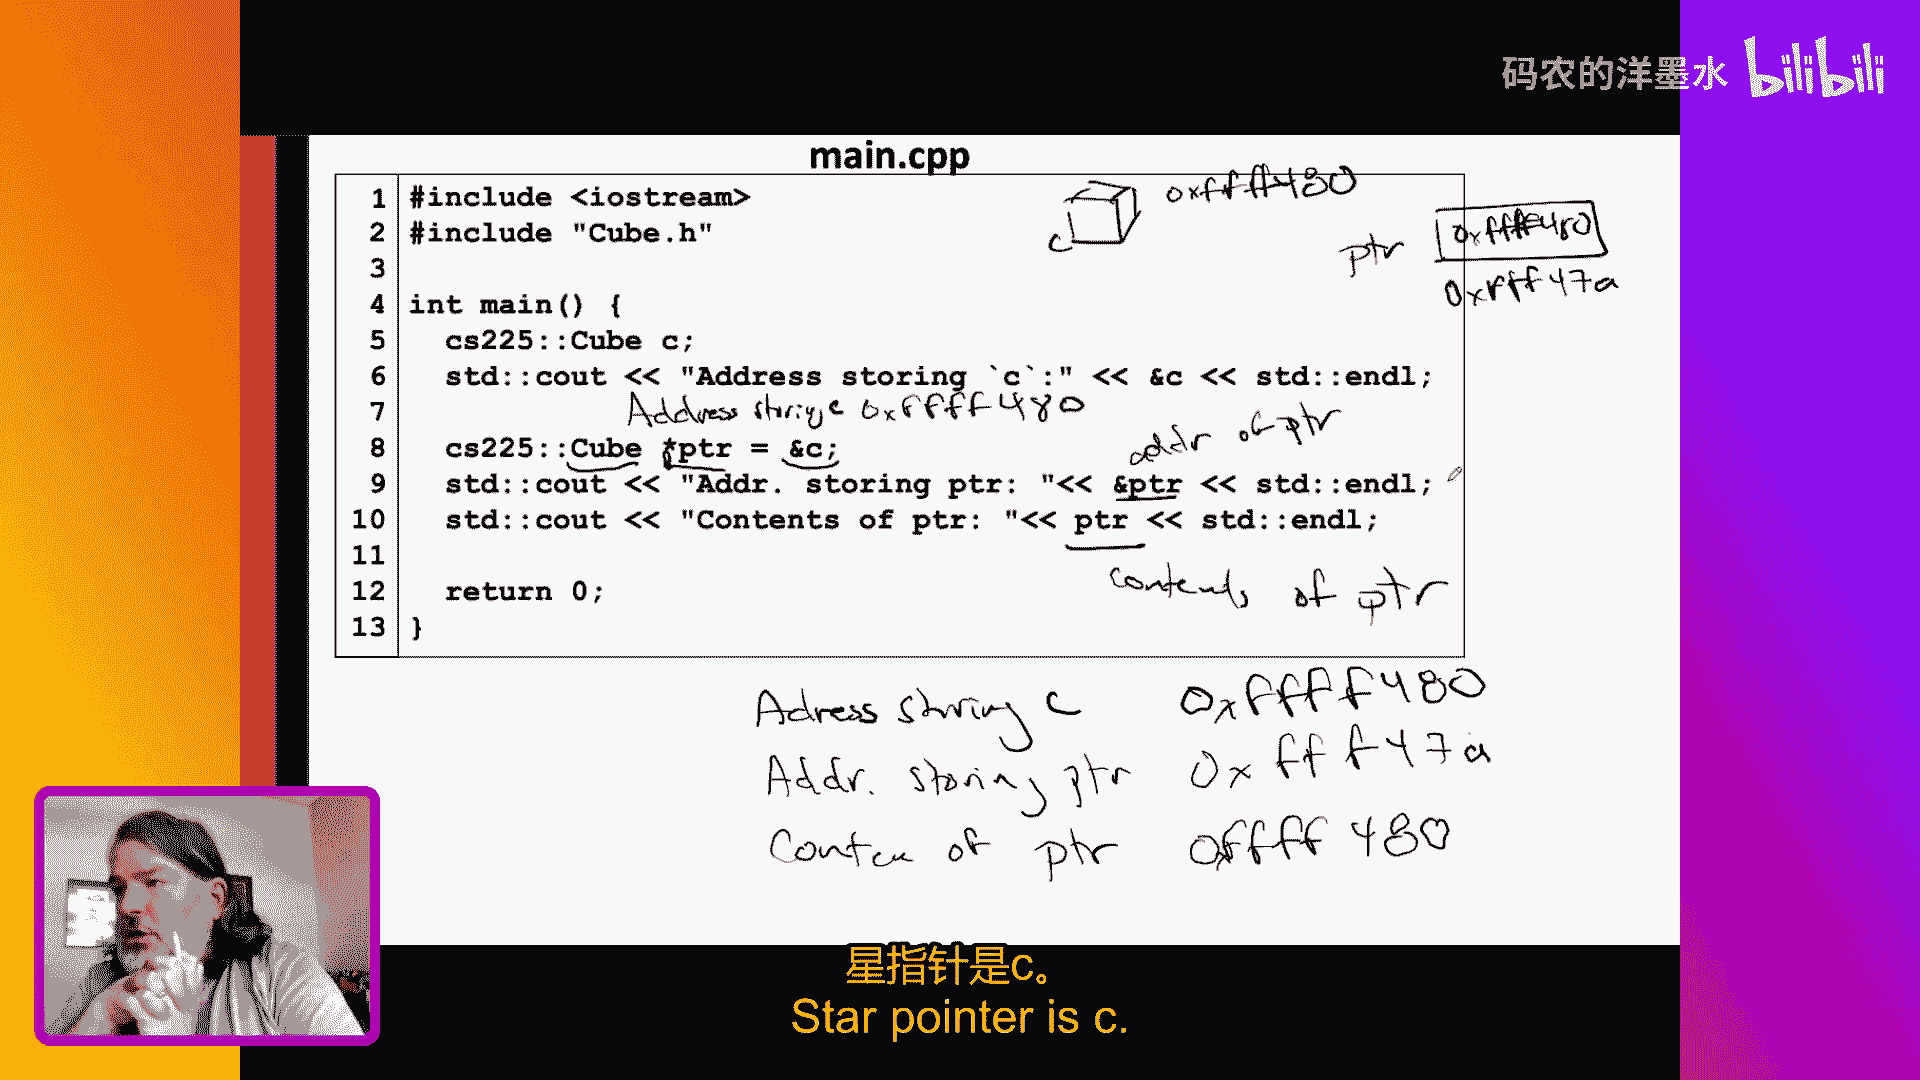 码农的洋墨水 bilibili
main.cpp
1 #include <iostream>
2 #include "Cube.h"
3
4 int main() {
5 cs225::Cube c;
6 std::cout << "Address storing `c`:" << &c << std::endl;
7
8 cs225::Cube *ptr = &c;
9 std::cout << "Addr. storing ptr: "<< &ptr << std::endl;
10 std::cout << "Contents of ptr: "<< ptr << std::endl;
11
12 return 0;
13 }
c
0xffff480
ptr
0xffff480
0xfff47a
Address storing c 0xffff480
addr of ptr
contents of ptr
Adress storing c 0xffff480
Addr. storing ptr 0xfff47a
of ptr 480
星指针是c。
Star pointer is c.